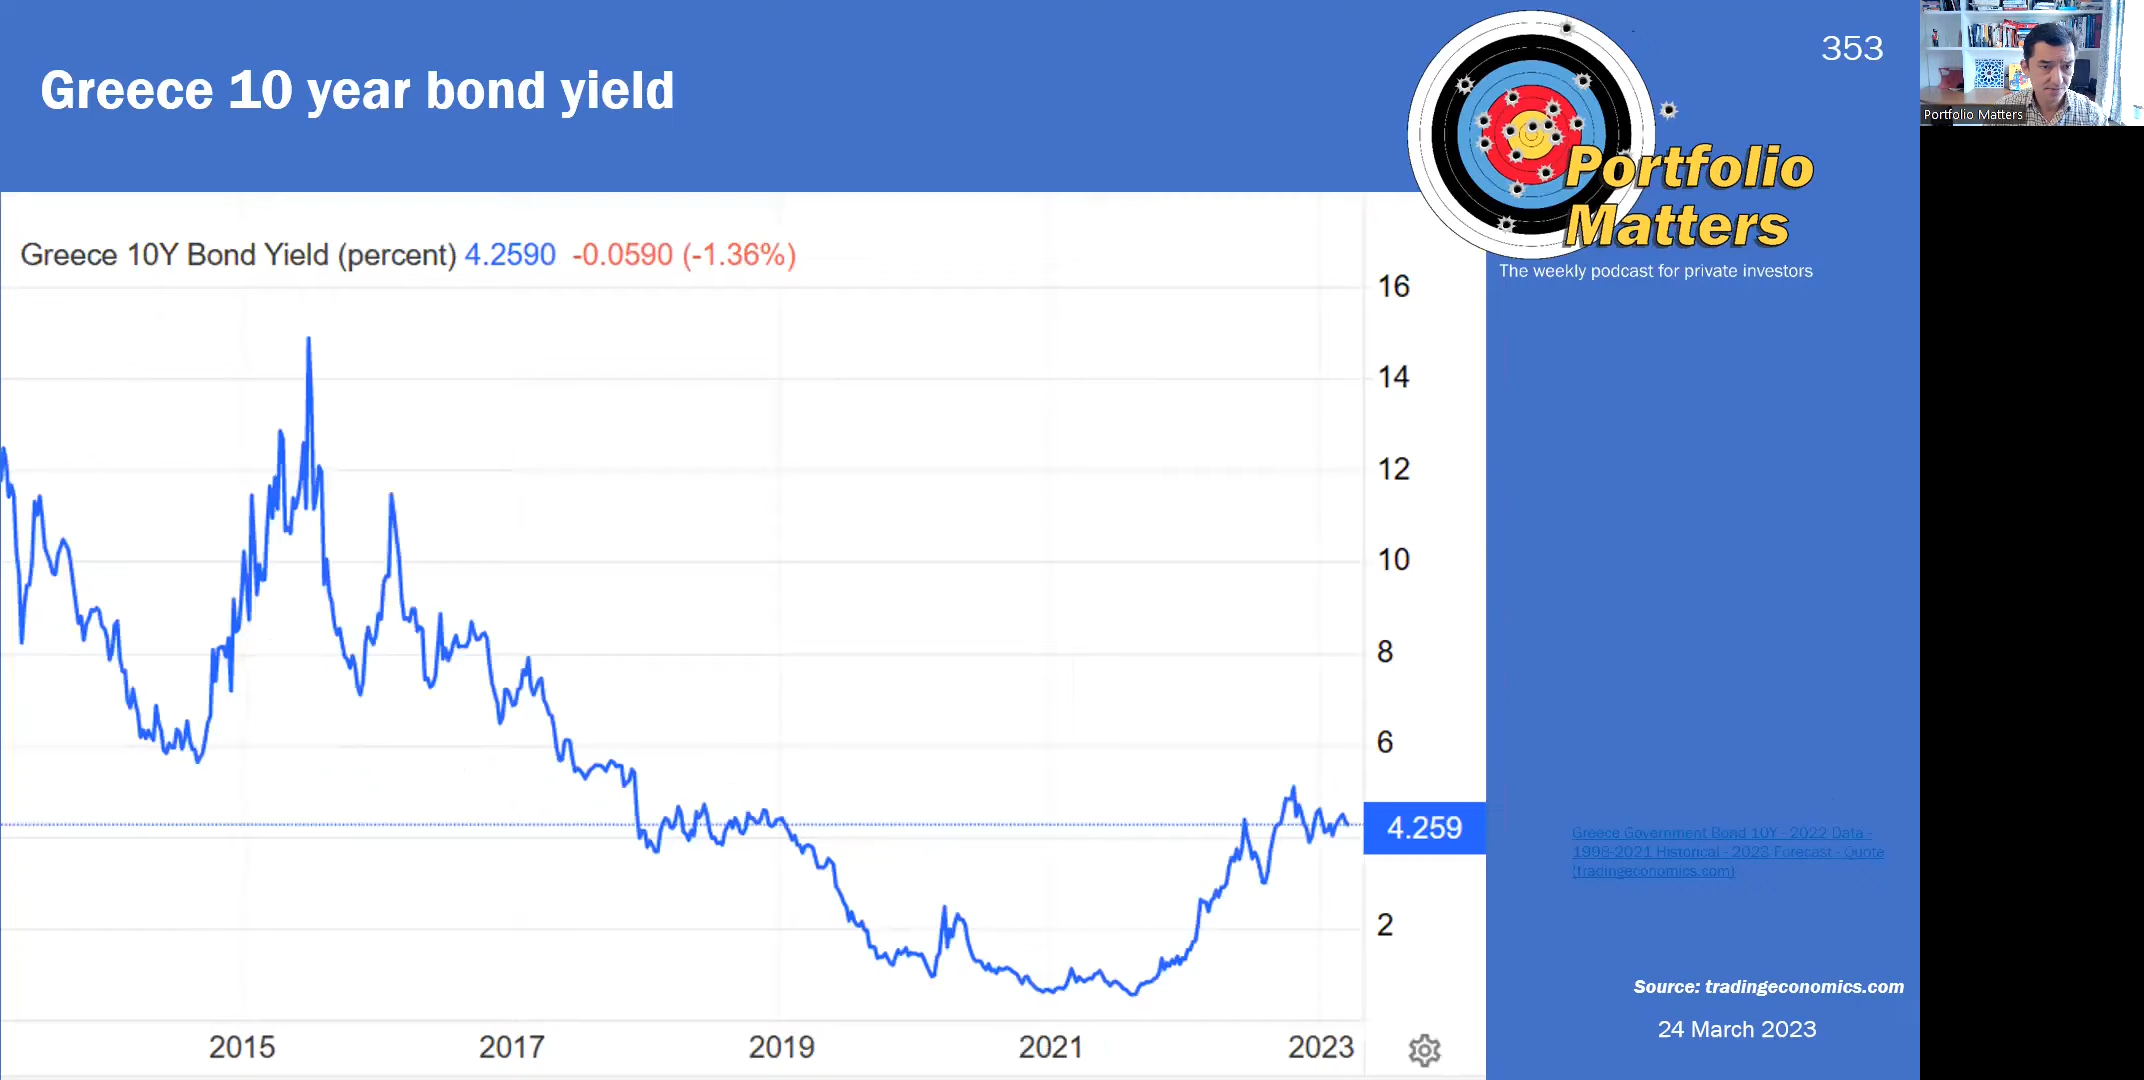 Greece 10 year bond yield
353
Portfolio Matters
Portfolio
Matters
The weekly podcast for private investors
Greece 10Y Bond Yield (percent) 4.2590 -0.0590 (-1.36%)
16
14
12
10
8
6
4.259
2
2015 2017 2019 2021 2023
Greece Government Bond 10Y - 2022 Data -
1998-2021 Historical - 2023 Forecast - Quote
(tradingeconomics.com)
Source: tradingeconomics.com
24 March 2023